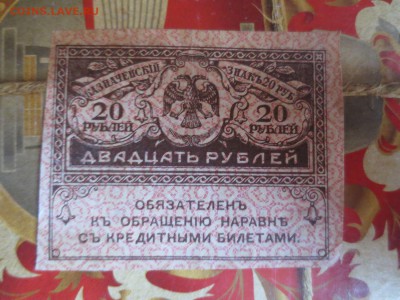 COINS.LAVE.RU
КАЗНАЧЕЙСКІЙ ЗНАКЪ 20 РУБ.
20 20
РУБЛЕЙ РУБЛЕЙ
ДВАДЦАТЬ РУБЛЕЙ
ОБЯЗАТЕЛЕНЪ
КЪ ОБРАЩЕНІЮ НАРАВНѢ
СЪ КРЕДИТНЫМИ БИЛЕТАМИ.